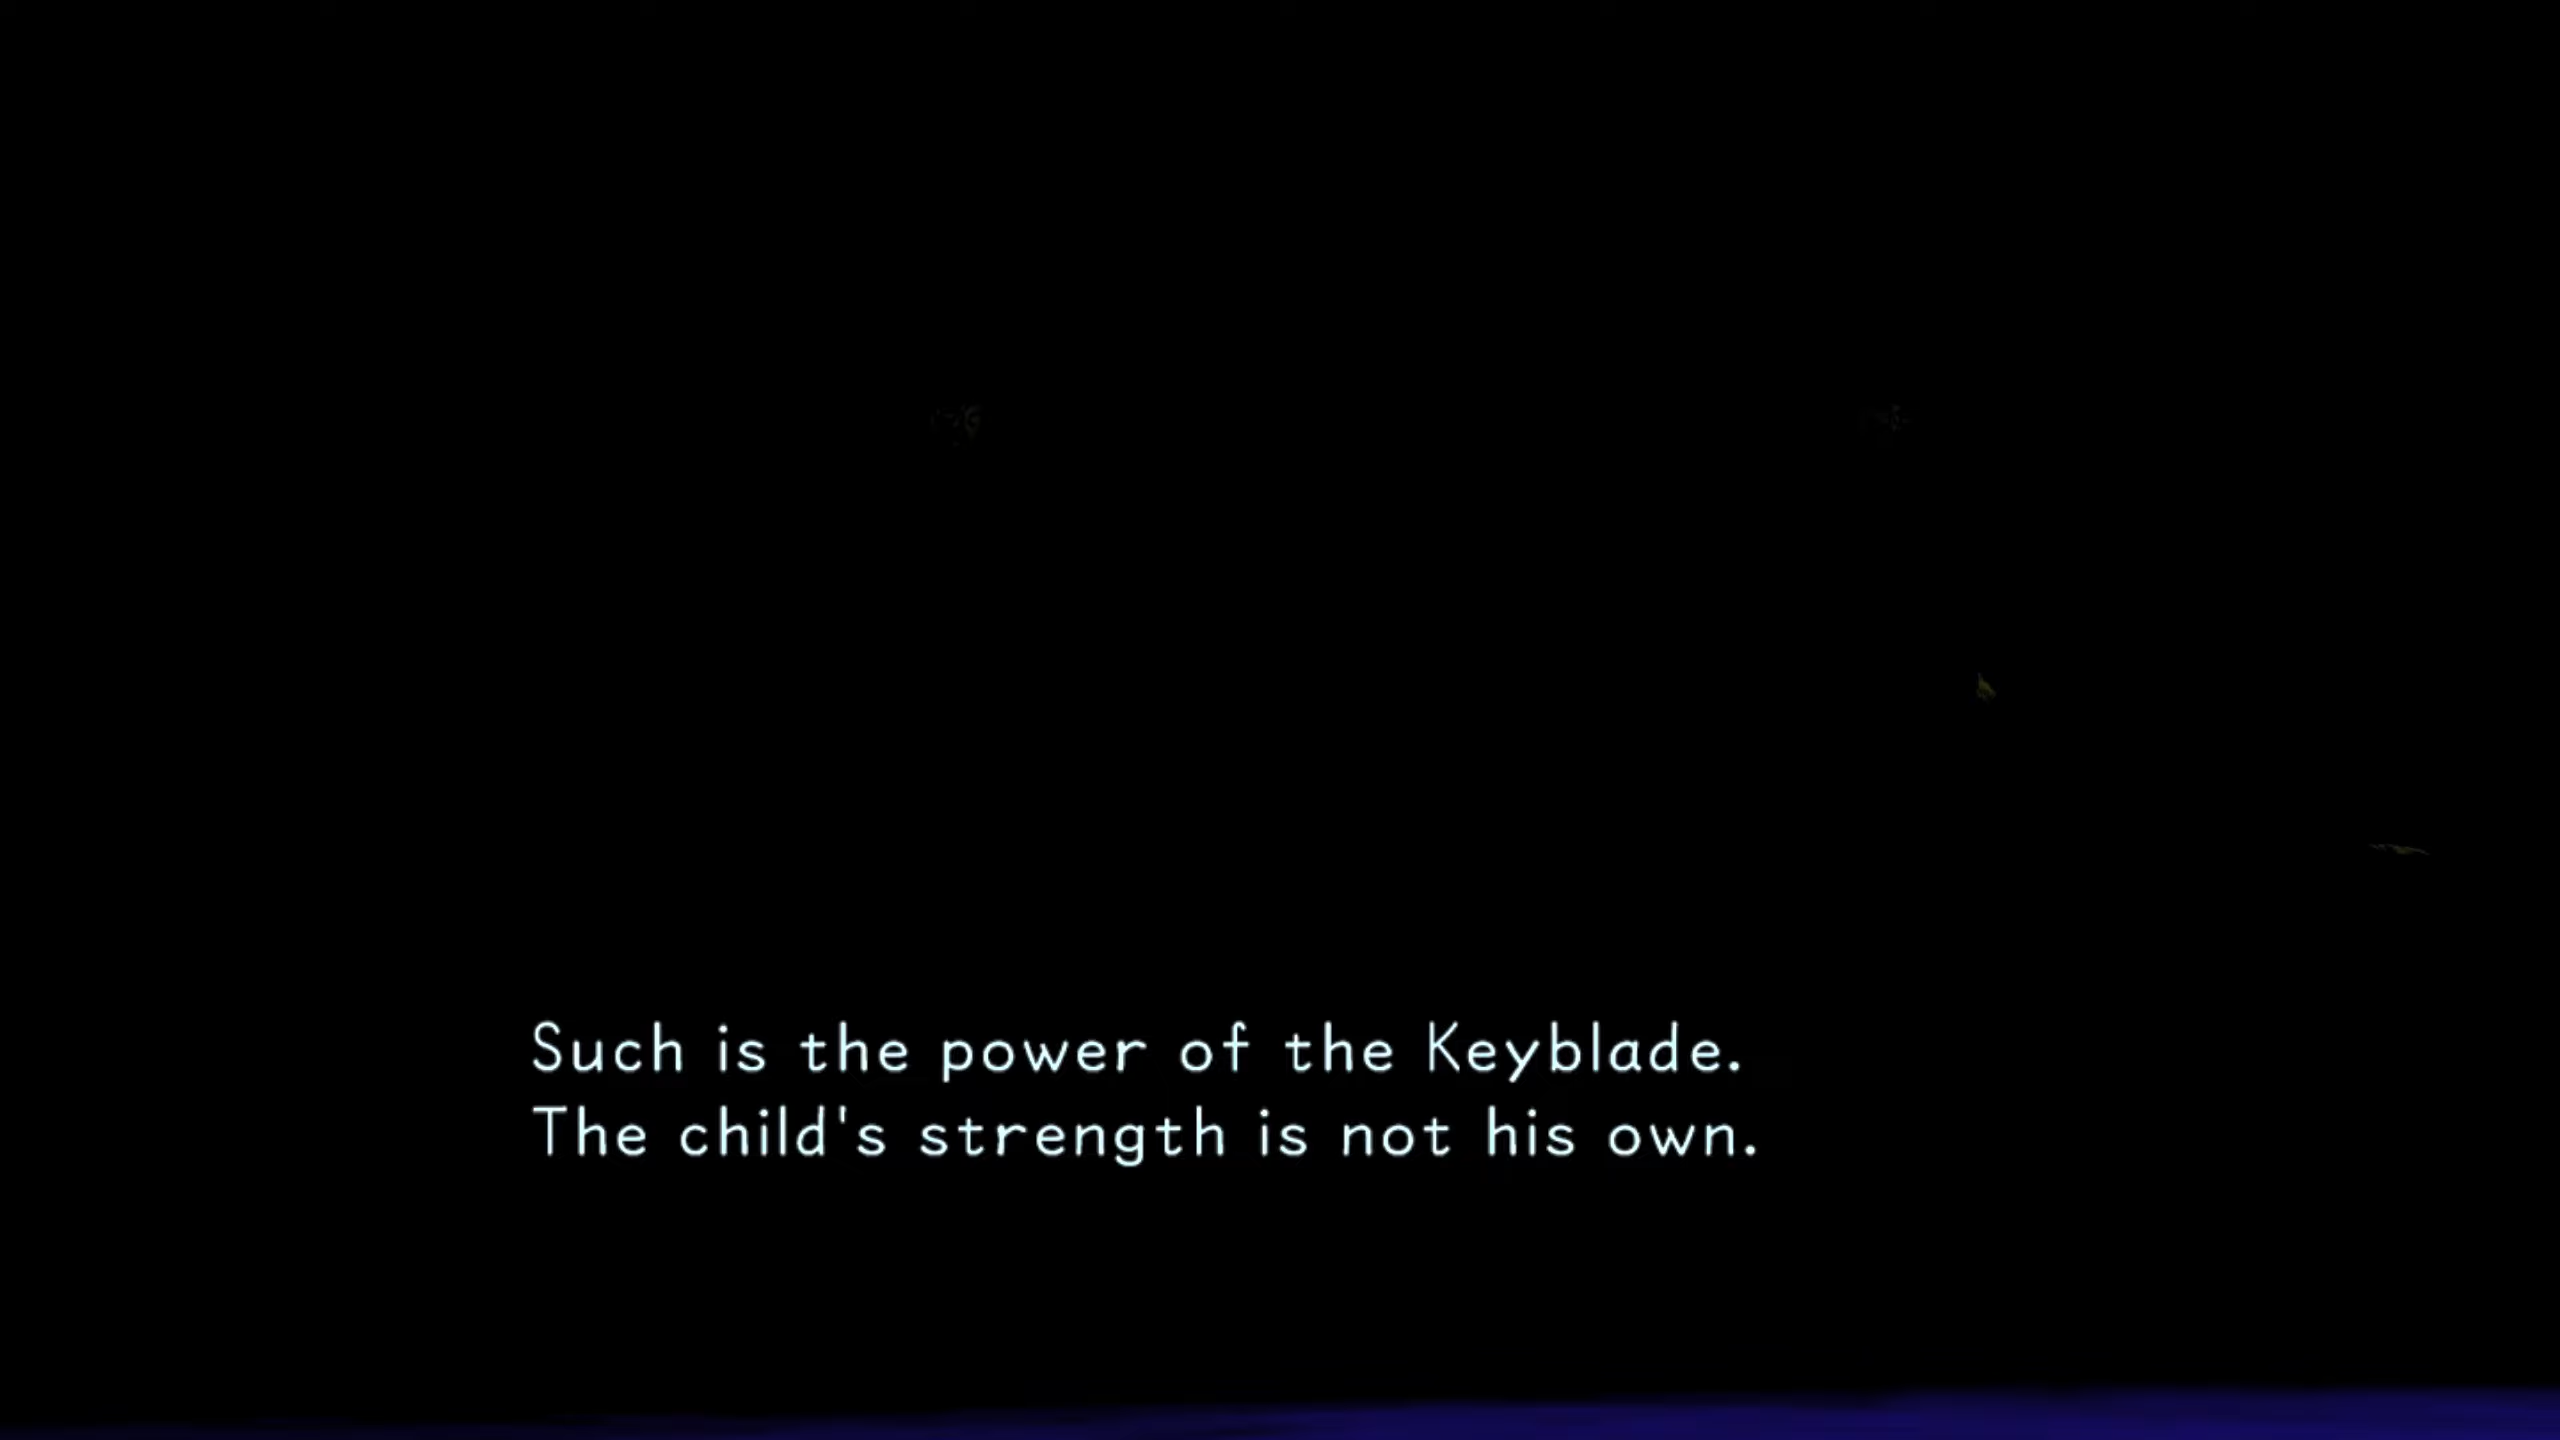 Such is the power of the Keyblade.
The child's strength is not his own.